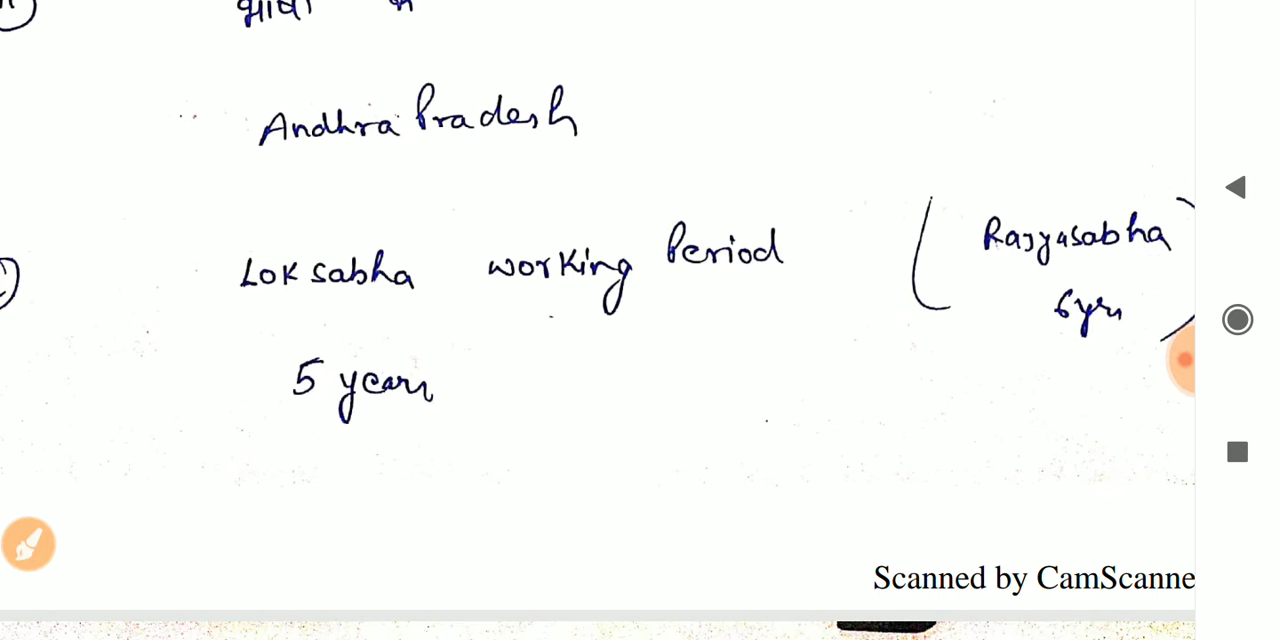 Andhra Pradesh
Loksabha working Period
(Rajyasabha
6yrs)
5 years
Scanned by CamScanne